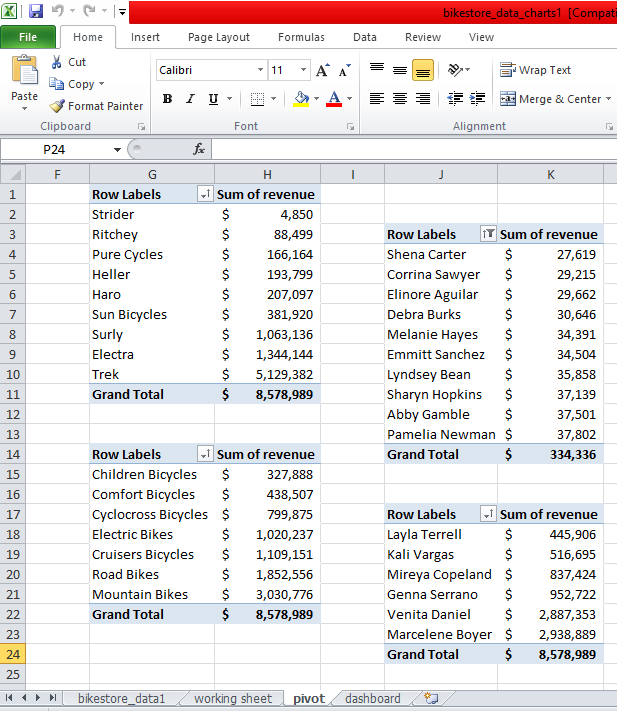 bikestore_data_charts1 [Compati
File Home Insert Page Layout Formulas Data Review View
Paste
Cut
Copy
Format Painter
Calibri 11 A A
B I U A
Wrap Text
Merge & Center
Clipboard Font Alignment
P24 fx
F G H I J K
1 Row Labels Sum of revenue
2 Strider $ 4,850
3 Ritchey $ 88,499 Row Labels Sum of revenue
4 Pure Cycles $ 166,164 Shena Carter $ 27,619
5 Heller $ 193,799 Corrina Sawyer $ 29,215
6 Haro $ 207,097 Elinore Aguilar $ 29,662
7 Sun Bicycles $ 381,920 Debra Burks $ 30,646
8 Surly $ 1,063,136 Melanie Hayes $ 34,391
9 Electra $ 1,344,144 Emmitt Sanchez $ 34,504
10 Trek $ 5,129,382 Lyndsey Bean $ 35,858
11 Grand Total $ 8,578,989 Sharyn Hopkins $ 37,139
12 Abby Gamble $ 37,501
13 Pamelia Newman $ 37,802
14 Row Labels Sum of revenue Grand Total $ 334,336
15 Children Bicycles $ 327,888
16 Comfort Bicycles $ 438,507
17 Cyclocross Bicycles $ 799,875 Row Labels Sum of revenue
18 Electric Bikes $ 1,020,237 Layla Terrell $ 445,906
19 Cruisers Bicycles $ 1,109,151 Kali Vargas $ 516,695
20 Road Bikes $ 1,852,556 Mireya Copeland $ 837,424
21 Mountain Bikes $ 3,030,776 Genna Serrano $ 952,722
22 Grand Total $ 8,578,989 Venita Daniel $ 2,887,353
23 Marcelene Boyer $ 2,938,889
24 Grand Total $ 8,578,989
25
bikestore_data1 working sheet pivot dashboard